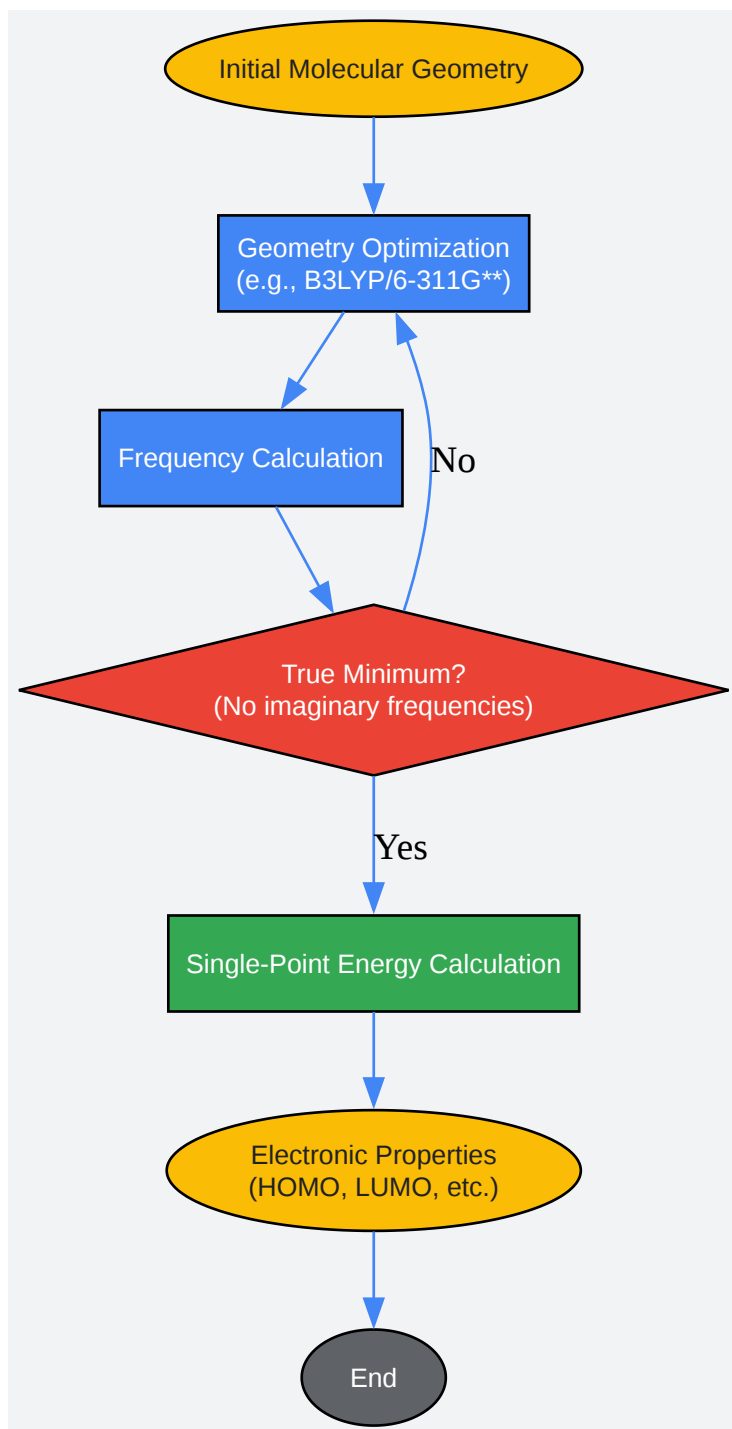 Initial Molecular Geometry
Geometry Optimization
(e.g., B3LYP/6-311G**)
Frequency Calculation
No
True Minimum?
(No imaginary frequencies)
Yes
Single-Point Energy Calculation
Electronic Properties
(HOMO, LUMO, etc.)
End